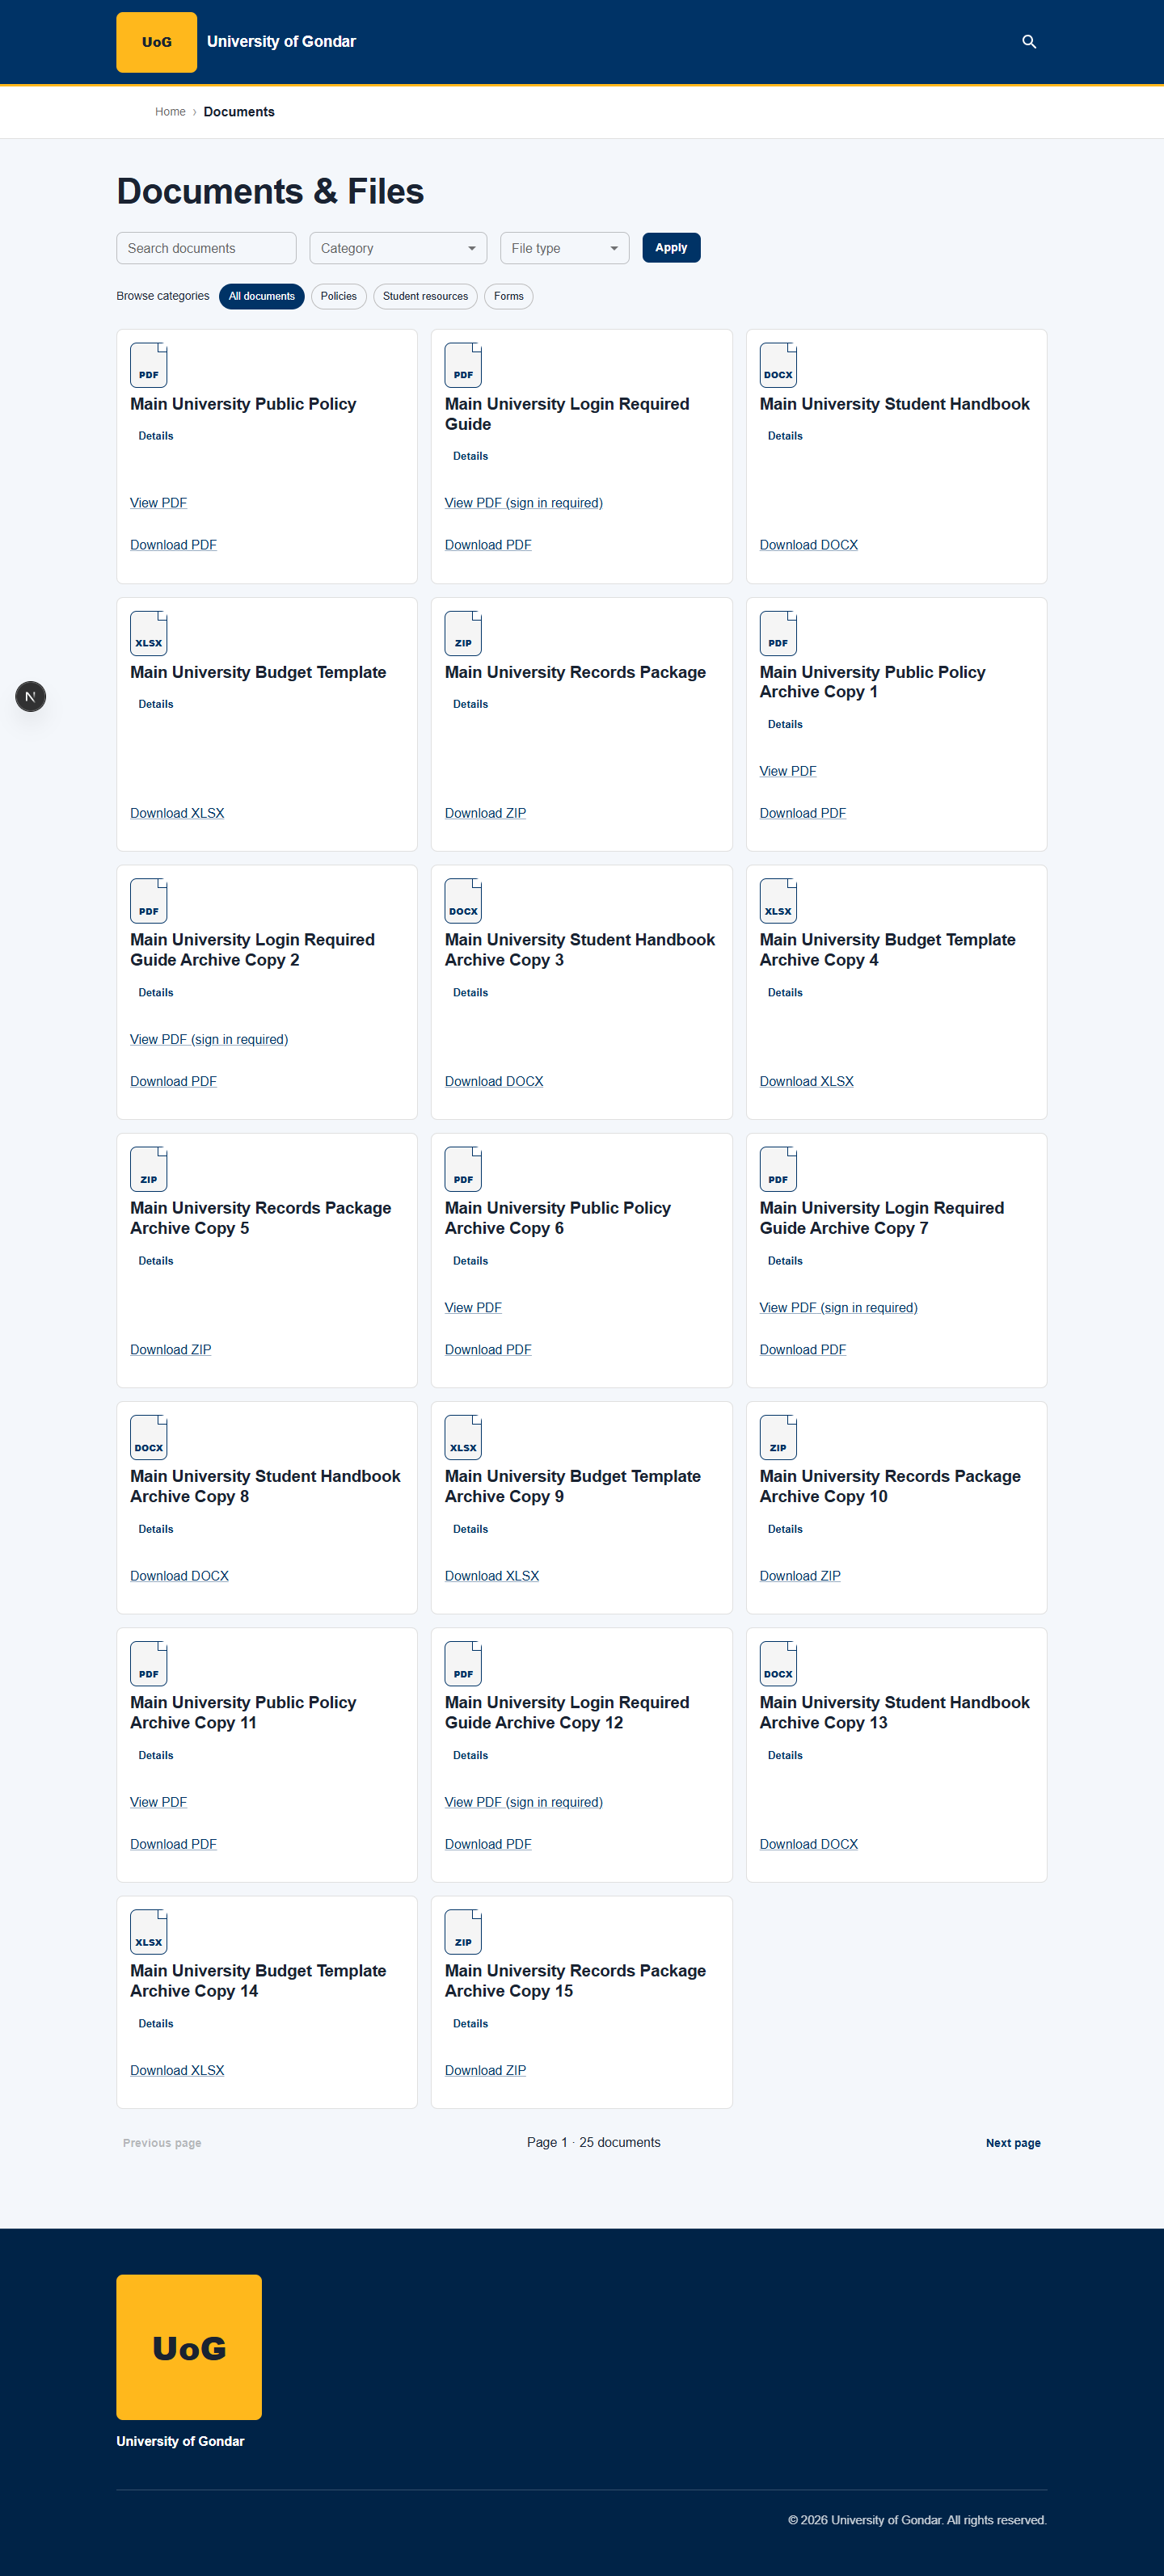 UoG
University of Gondar
Home › Documents
Documents & Files
Search documents
Category
File type
Apply
Browse categories
All documents
Policies
Student resources
Forms
PDF
Main University Public Policy
Details
View PDF
Download PDF
PDF
Main University Login Required
Guide
Details
View PDF (sign in required)
Download PDF
DOCX
Main University Student Handbook
Details
Download DOCX
XLSX
Main University Budget Template
Details
Download XLSX
ZIP
Main University Records Package
Details
Download ZIP
PDF
Main University Public Policy
Archive Copy 1
Details
View PDF
Download PDF
PDF
Main University Login Required
Guide Archive Copy 2
Details
View PDF (sign in required)
Download PDF
DOCX
Main University Student Handbook
Archive Copy 3
Details
Download DOCX
XLSX
Main University Budget Template
Archive Copy 4
Details
Download XLSX
ZIP
Main University Records Package
Archive Copy 5
Details
Download ZIP
PDF
Main University Public Policy
Archive Copy 6
Details
View PDF
Download PDF
PDF
Main University Login Required
Guide Archive Copy 7
Details
View PDF (sign in required)
Download PDF
DOCX
Main University Student Handbook
Archive Copy 8
Details
Download DOCX
XLSX
Main University Budget Template
Archive Copy 9
Details
Download XLSX
ZIP
Main University Records Package
Archive Copy 10
Details
Download ZIP
PDF
Main University Public Policy
Archive Copy 11
Details
View PDF
Download PDF
PDF
Main University Login Required
Guide Archive Copy 12
Details
View PDF (sign in required)
Download PDF
DOCX
Main University Student Handbook
Archive Copy 13
Details
Download DOCX
XLSX
Main University Budget Template
Archive Copy 14
Details
Download XLSX
ZIP
Main University Records Package
Archive Copy 15
Details
Download ZIP
Previous page
Page 1 · 25 documents
Next page
UoG
University of Gondar
© 2026 University of Gondar. All rights reserved.
N